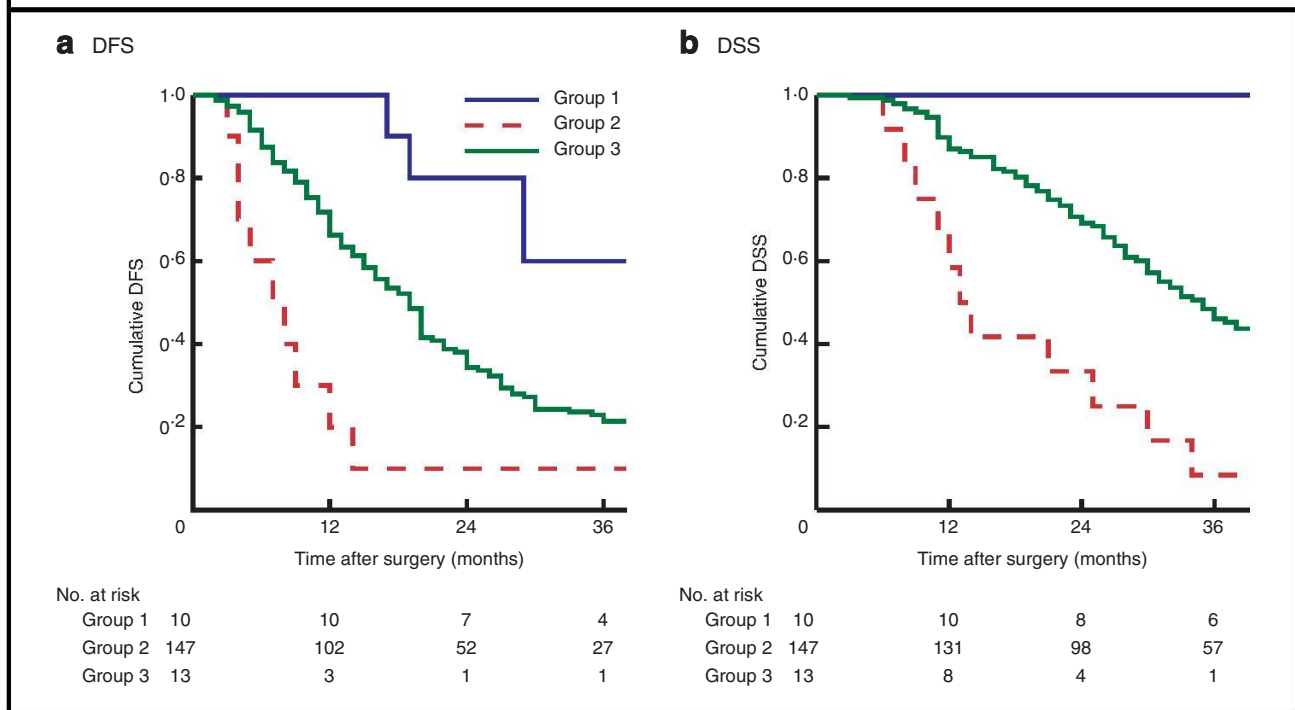 a DFS
1·0
0·8
0·6
0·4
0·2
0
12
24
36
Cumulative DFS
Time after surgery (months)
Group 1
Group 2
Group 3
No. at risk
Group 1 10 10 7 4
Group 2 147 102 52 27
Group 3 13 3 1 1
b DSS
1·0
0·8
0·6
0·4
0·2
0
12
24
36
Cumulative DSS
Time after surgery (months)
No. at risk
Group 1 10 10 8 6
Group 2 147 131 98 57
Group 3 13 8 4 1